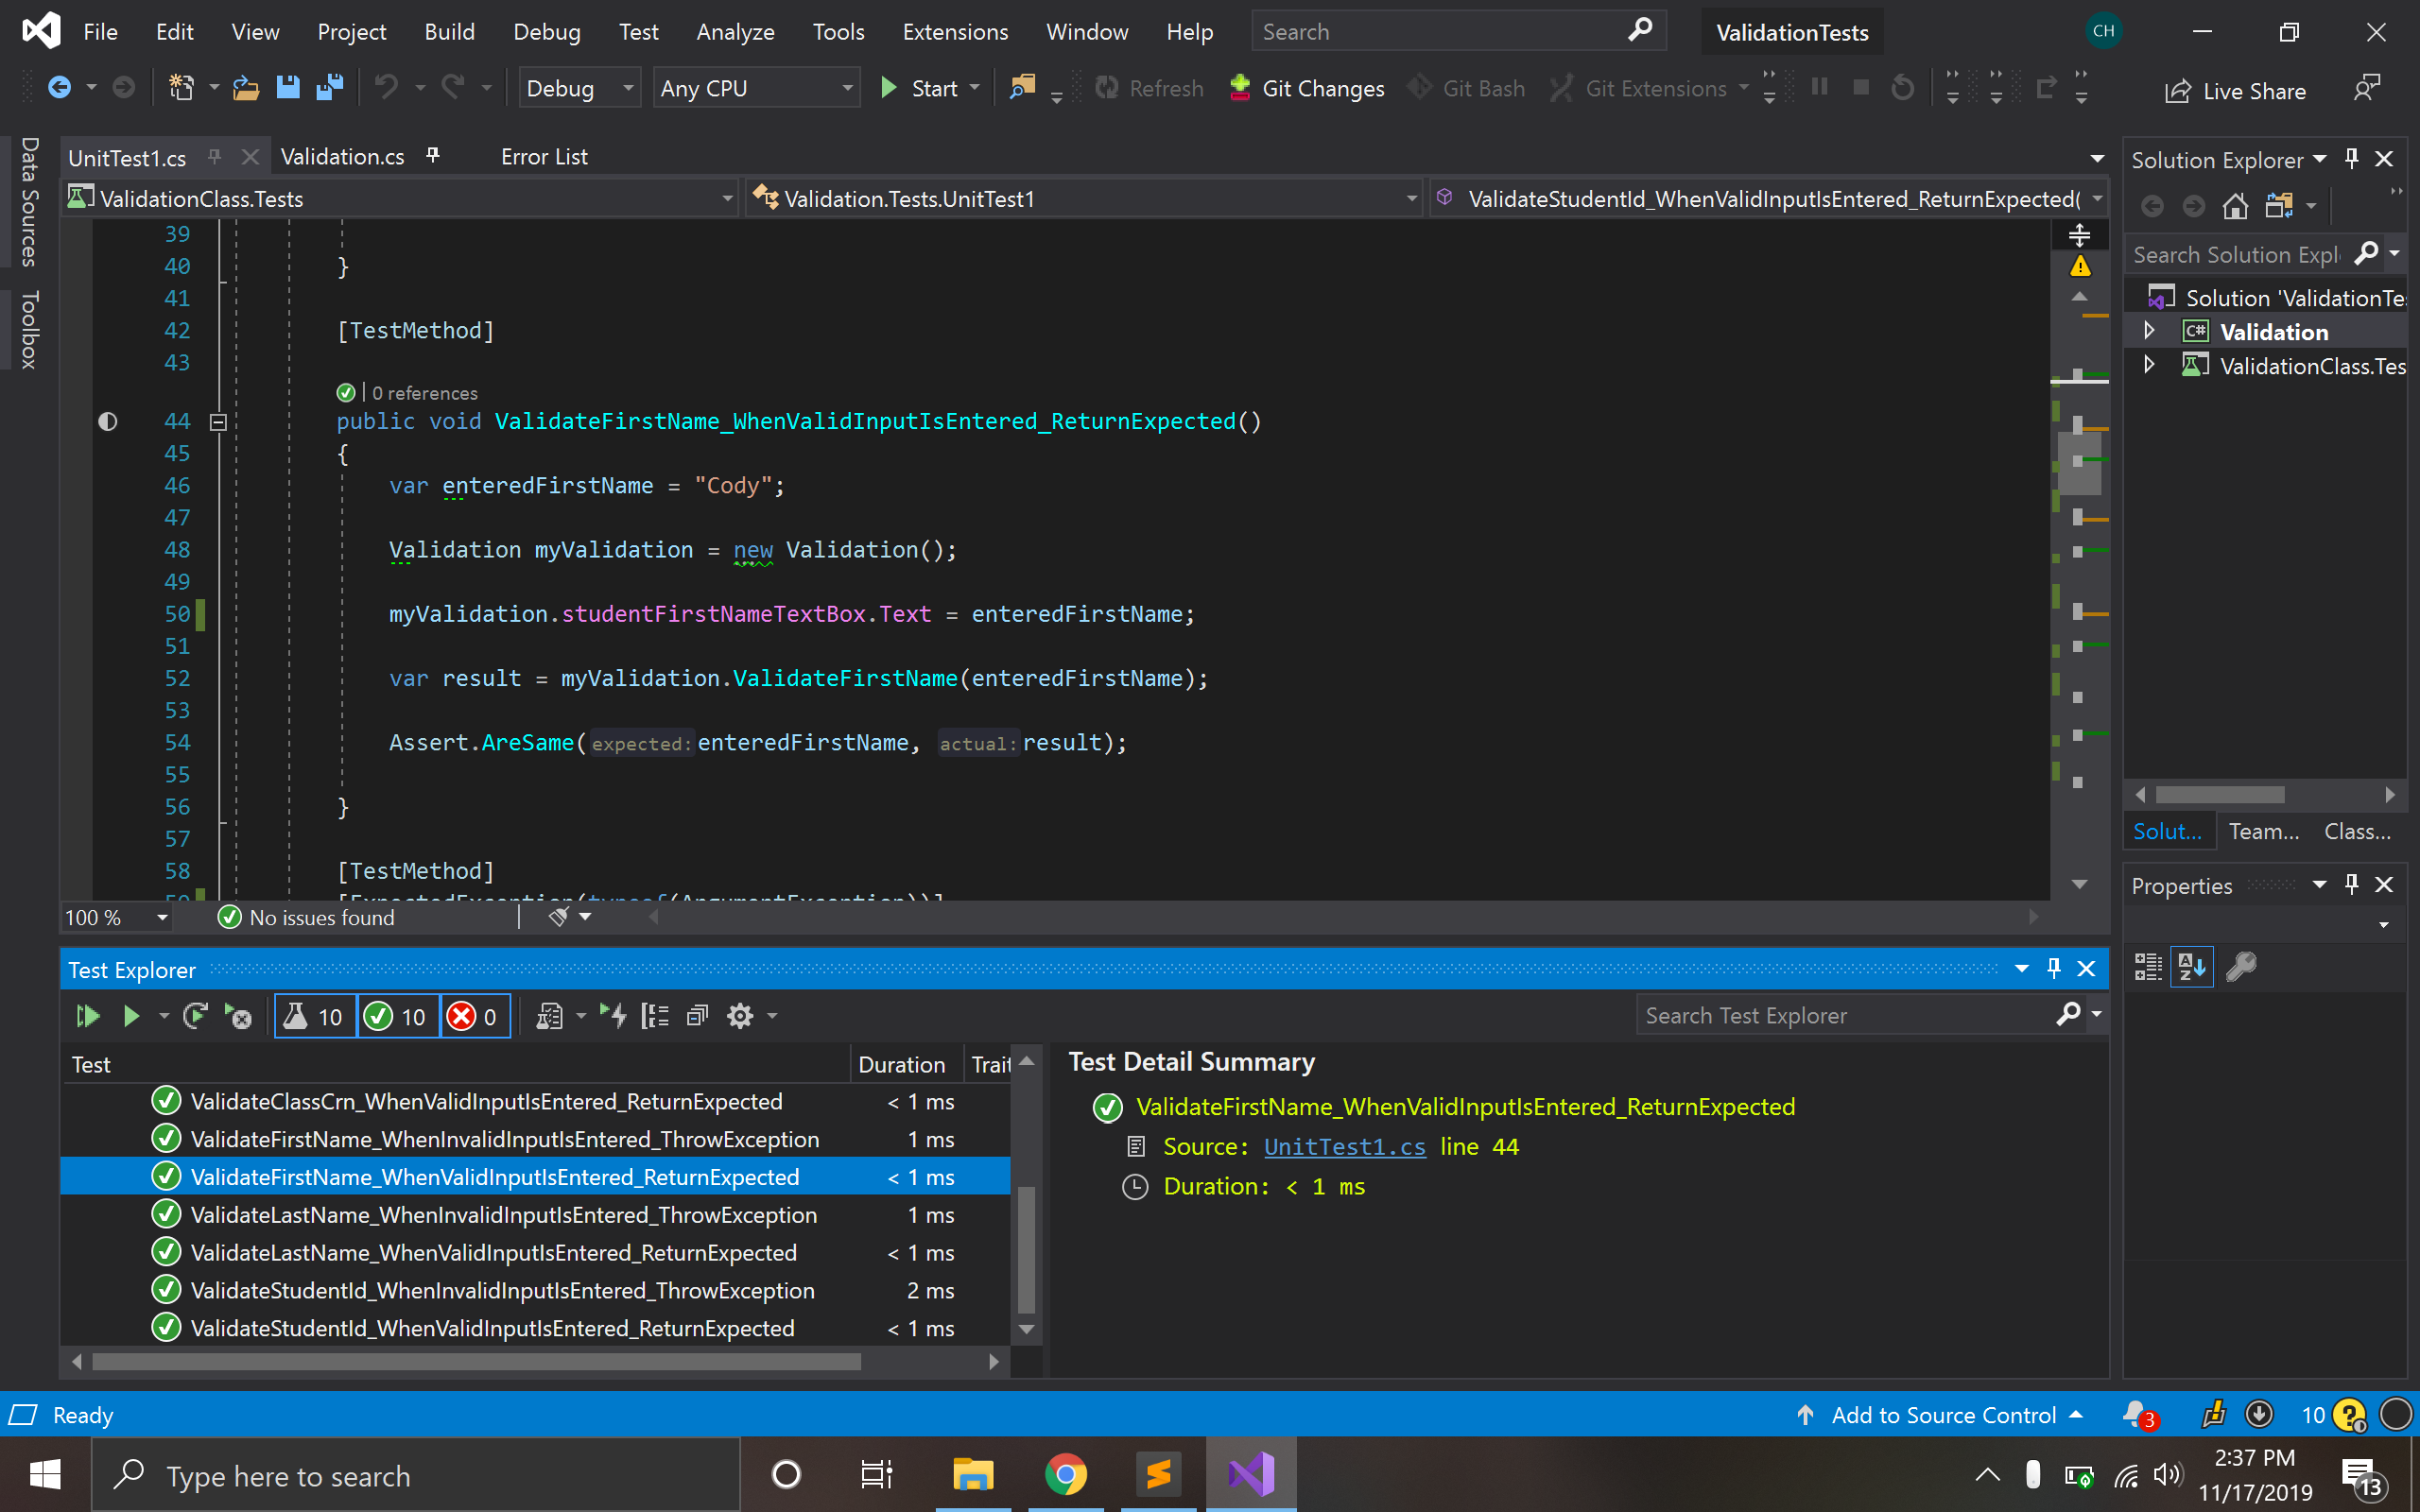 File Edit View Project Build Debug Test Analyze Tools Extensions Window Help Search ValidationTests CH
Debug Any CPU Start Refresh Git Changes Git Bash Git Extensions Live Share
Data Sources
Toolbox
UnitTest1.cs Validation.cs Error List
ValidationClass.Tests Validation.Tests.UnitTest1 ValidateStudentId_WhenValidInputIsEntered_ReturnExpected(
39
40 }
41
42 [TestMethod]
43
0 references
44 public void ValidateFirstName_WhenValidInputIsEntered_ReturnExpected()
45 {
46 var enteredFirstName = "Cody";
47
48 Validation myValidation = new Validation();
49
50 myValidation.studentFirstNameTextBox.Text = enteredFirstName;
51
52 var result = myValidation.ValidateFirstName(enteredFirstName);
53
54 Assert.AreSame(expected:enteredFirstName, actual:result);
55
56 }
57
58 [TestMethod]
59 [ExpectedException(typeof(ArgumentException))]
100 % No issues found
Solution Explorer
Search Solution Expl
Solution 'ValidationTe
C# Validation
ValidationClass.Tes
Solut... Team... Class...
Properties
Test Explorer
10 10 0 Search Test Explorer
Test Duration Trait
ValidateClassCrn_WhenValidInputIsEntered_ReturnExpected < 1 ms
ValidateFirstName_WhenInvalidInputIsEntered_ThrowException 1 ms
ValidateFirstName_WhenValidInputIsEntered_ReturnExpected < 1 ms
ValidateLastName_WhenInvalidInputIsEntered_ThrowException 1 ms
ValidateLastName_WhenValidInputIsEntered_ReturnExpected < 1 ms
ValidateStudentId_WhenInvalidInputIsEntered_ThrowException 2 ms
ValidateStudentId_WhenValidInputIsEntered_ReturnExpected < 1 ms
Test Detail Summary
ValidateFirstName_WhenValidInputIsEntered_ReturnExpected
Source: UnitTest1.cs line 44
Duration: < 1 ms
Ready Add to Source Control 3 10
Type here to search
2:37 PM
11/17/2019
13